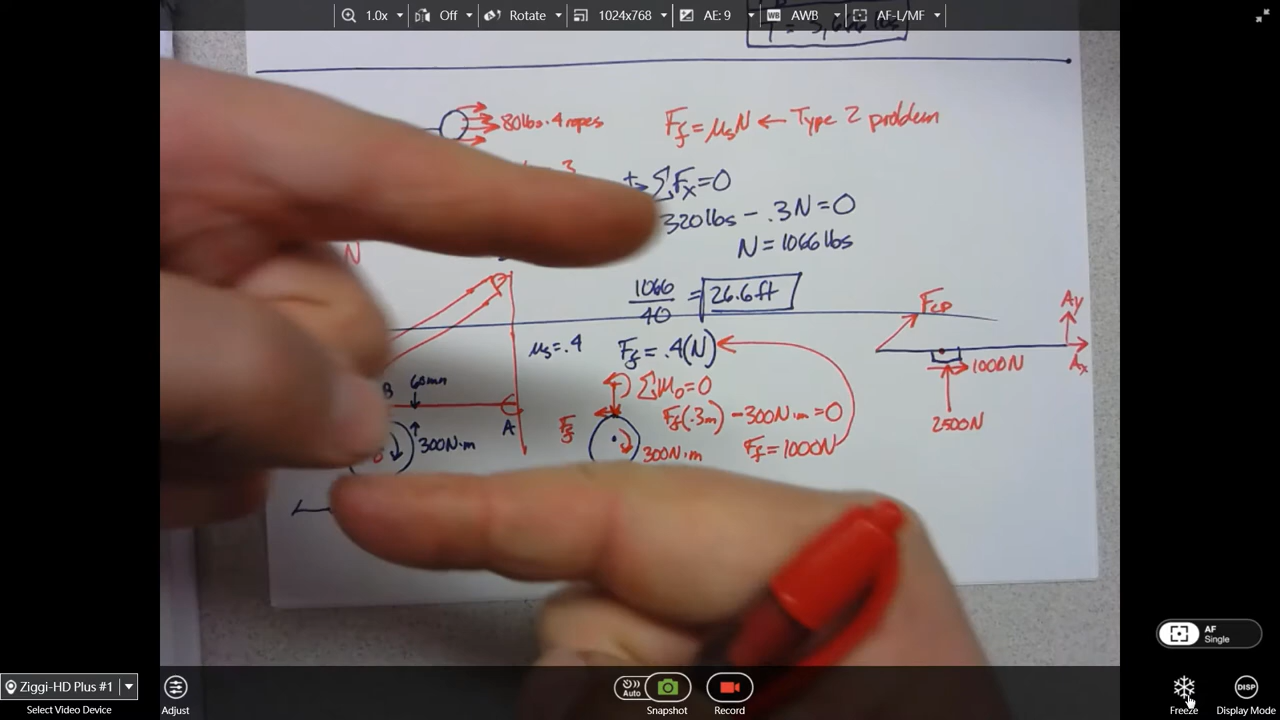 1.0x
Off
Rotate
1024x768
AE: 9
AWB
AF-L/MF
80lbs · 4 ropes
Ff = μsN ← Type 2 problem
3
+ ΣFx = 0
320lbs - .3N = 0
N
N = 1066 lbs
1066
40
= 26.6 ft
μs = .4
Ff = .4(N)
ΣMo = 0
Ff(.3m) - 300N·m = 0
Ff = 1000N
B
60mm
A
300N·m
Ff
300N·m
FCP
Ay
Ax
1000N
2500N
AF
Single
Ziggi-HD Plus #1
Select Video Device
Adjust
Auto
Snapshot
Record
Freeze
DISP
Display Mode